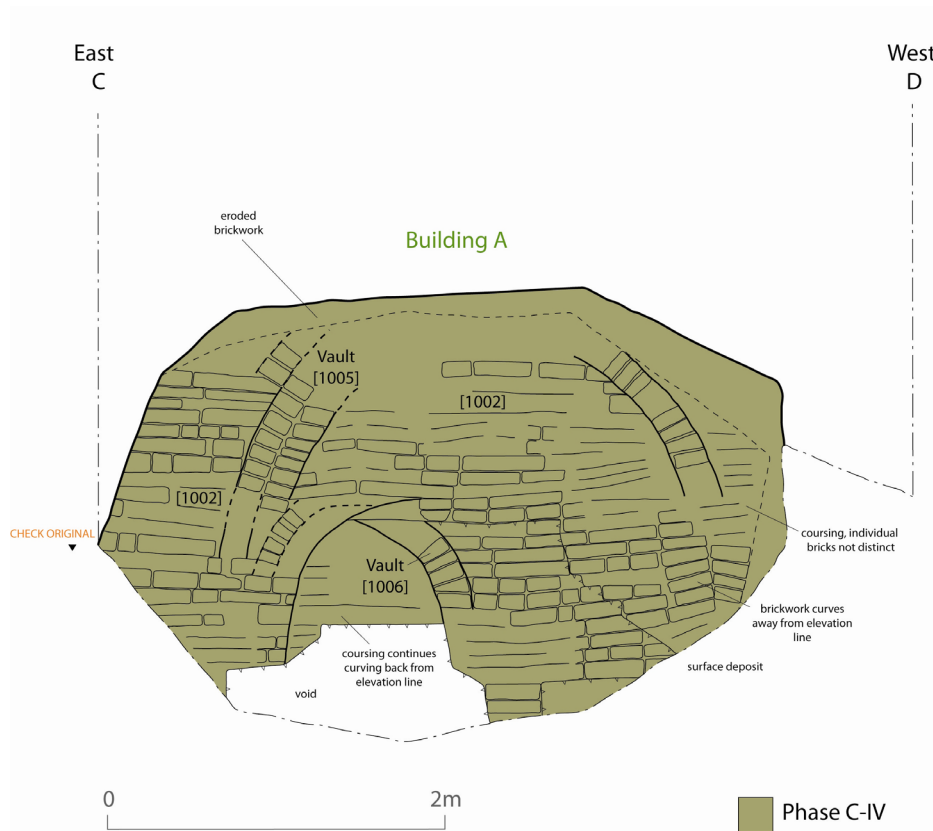 East
C
West
D
eroded
brickwork
Building A
Vault
[1005]
[1002]
[1002]
CHECK ORIGINAL
Vault
[1006]
coursing, individual
bricks not distinct
brickwork curves
away from elevation
line
coursing continues
curving back from
elevation line
surface deposit
void
0
2m
Phase C-IV